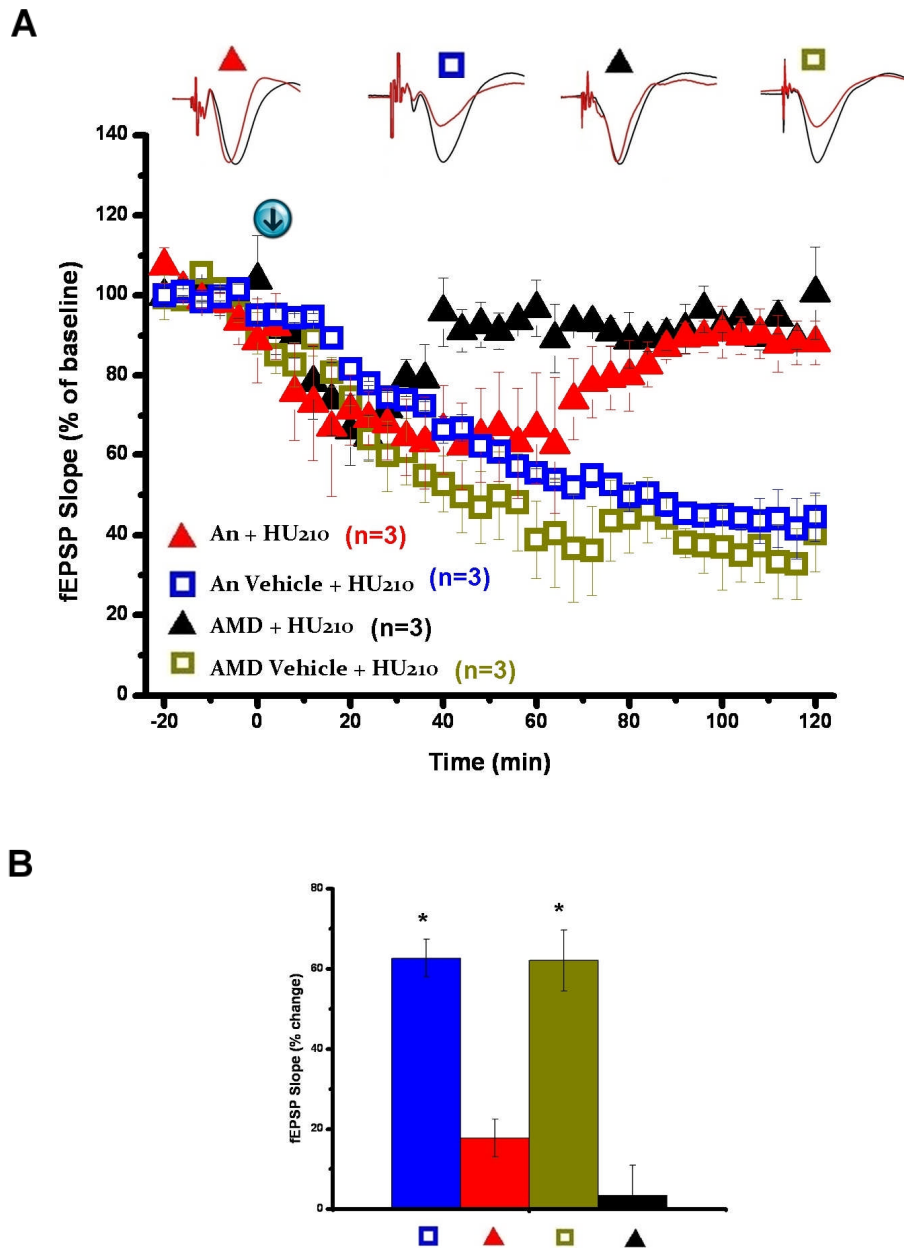 A
140
120
100
80
60
40
20
0
fEPSP Slope (% of baseline)
An + HU210 (n=3)
An Vehicle + HU210 (n=3)
AMD + HU210 (n=3)
AMD Vehicle + HU210 (n=3)
-20 0 20 40 60 80 100 120
Time (min)
B
80
60
40
20
0
fEPSP Slope (% change)
* *